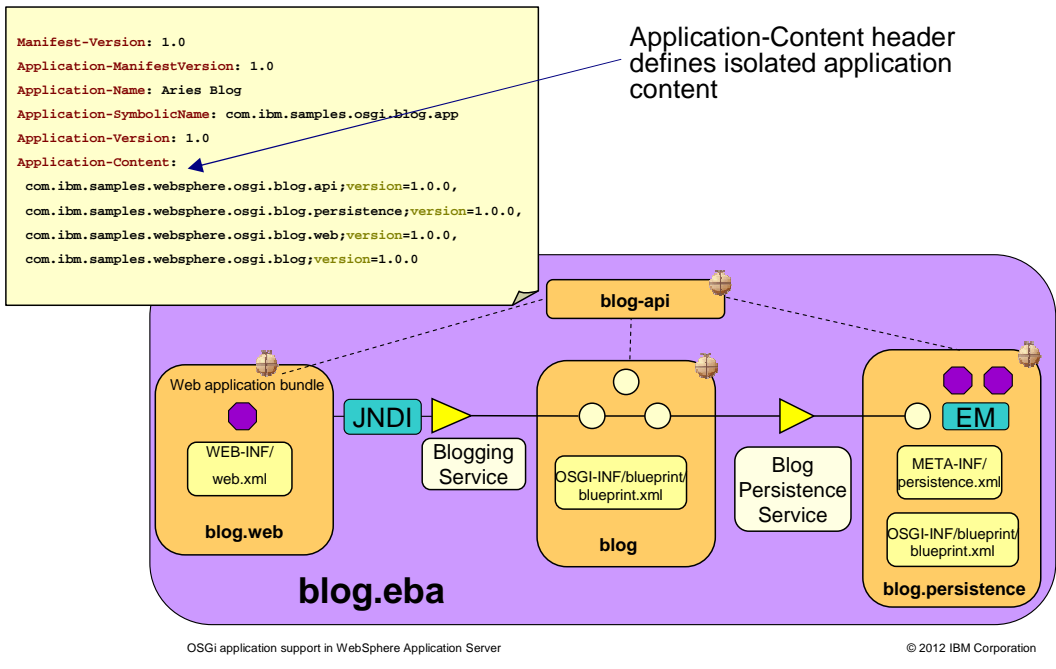 Manifest-Version: 1.0
Application-ManifestVersion: 1.0
Application-Name: Aries Blog
Application-SymbolicName: com.ibm.samples.osgi.blog.app
Application-Version: 1.0
Application-Content:
com.ibm.samples.websphere.osgi.blog.api;version=1.0.0,
com.ibm.samples.websphere.osgi.blog.persistence;version=1.0.0,
com.ibm.samples.websphere.osgi.blog.web;version=1.0.0,
com.ibm.samples.websphere.osgi.blog;version=1.0.0
Application-Content header
defines isolated application
content
blog-api
Web application bundle
WEB-INF/
web.xml
blog.web
JNDI
Blogging
Service
OSGI-INF/blueprint/
blueprint.xml
blog
Blog
Persistence
Service
EM
META-INF/
persistence.xml
OSGI-INF/blueprint/
blueprint.xml
blog.persistence
blog.eba
OSGi application support in WebSphere Application Server
© 2012 IBM Corporation